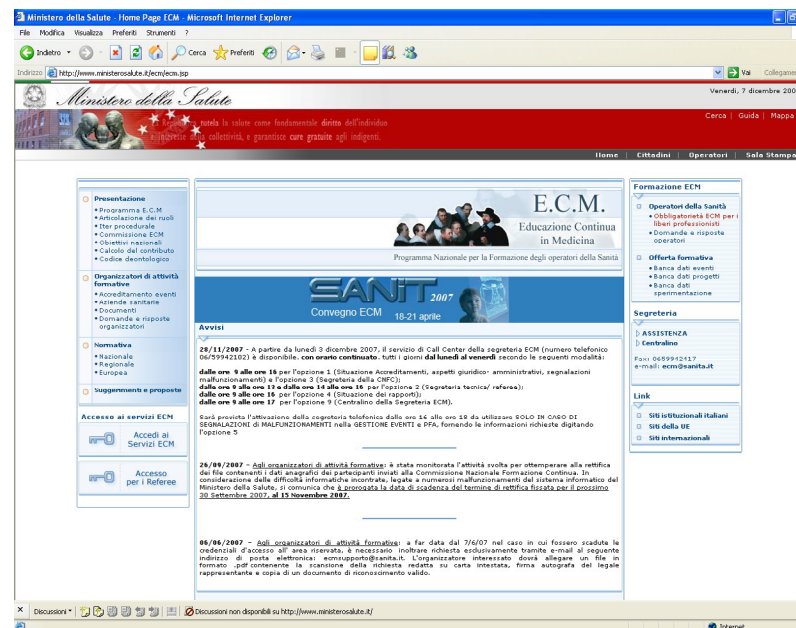 Ministero della Salute - Home Page ECM - Microsoft Internet Explorer
File Modifica Visualizza Preferiti Strumenti ?
Indietro Cerca Preferiti
Indirizzo http://www.ministerosalute.it/ecm/ecm.jsp Vai Collegame
Ministero della Salute
Venerdì, 7 dicembre 200
tutela la salute come fondamentale diritto dell'individuo
collettività, e garantisce cure gratuite agli indigenti.
Cerca | Guida | Mappa
Home | Cittadini | Operatori | Sala Stampa
Presentazione
Programma E.C.M
Articolazione dei ruoli
Iter procedurale
Commissione ECM
Obiettivi nazionali
Calcolo del contributo
Codice deontologico
Organizzatori di attività
formative
Accreditamento eventi
Aziende sanitarie
Documenti
Domande e risposte
organizzatori
Normativa
Nazionale
Regionale
Europea
Suggerimenti e proposte
Accesso ai servizi ECM
Accedi ai
Servizi ECM
Accesso
per i Referee
E.C.M.
Educazione Continua
in Medicina
Programma Nazionale per la Formazione degli operatori della Sanità
SANIT 2007
Convegno ECM 18-21 aprile
Avvisi
28/11/2007 - A partire da lunedì 3 dicembre 2007, il servizio di Call Center della segreteria ECM (numero telefonico
06/59942102) è disponibile, con orario continuato, tutti i giorni dal lunedì al venerdì secondo le seguenti modalità:
dalle ore 9 alle ore 16 per l'opzione 1 (Situazione Accreditamenti, aspetti giuridico- amministrativi, segnalazioni
malfunzionamenti) e l'opzione 3 (Segreteria della CNFC);
dalle ore 9 alle ore 13 e dalle ore 14 alle ore 16 per l'opzione 2 (Segreteria tecnica/ referee);
dalle ore 9 alle ore 16 per l'opzione 4 (Situazione dei rapporti);
dalle ore 9 alle ore 17 per l'opzione 9 (Centralino della Segreteria ECM).
Sarà prevista l'attivazione della segreteria telefonica dalle ore 16 alle ore 18 da utilizzare SOLO IN CASO DI
SEGNALAZIONI di MALFUNZIONAMENTI nella GESTIONE EVENTI e PFA, fornendo le informazioni richieste digitando
l'opzione 5
26/09/2007 - Agli organizzatori di attività formative: è stata monitorata l'attività svolta per ottemperare alla rettifica
dei file contenenti i dati anagrafici dei partecipanti inviati alla Commissione Nazionale Formazione Continua. In
considerazione delle difficoltà informatiche incontrate, legate a numerosi malfunzionamenti del sistema informatico del
Ministero della Salute, si comunica che è prorogata la data di scadenza del termine di rettifica fissata per il prossimo
30 Settembre 2007, al 15 Novembre 2007.
06/06/2007 - Agli organizzatori di attività formative: a far data dal 7/6/07 nel caso in cui fossero scadute le
credenziali d'accesso all' area riservata, è necessario inoltrare richiesta esclusivamente tramite e-mail al seguente
indirizzo di posta elettronica: ecmsupporto@sanita.it. L'organizzatore interessato dovrà allegare un file in
formato .pdf contenente la scansione della richiesta redatta su carta intestata, firma autografa del legale
rappresentante e copia di un documento di riconoscimento valido.
Formazione ECM
Operatori della Sanità
Obbligatorietà ECM per i
liberi professionisti
Domande e risposte
operatori
Offerta formativa
Banca dati eventi
Banca dati progetti
Banca dati
sperimentazione
Segreteria
ASSISTENZA
Centralino
Fax: 0659942417
e-mail: ecm@sanita.it
Link
Siti istituzionali italiani
Siti della UE
Siti internazionali
Discussioni Discussioni non disponibili su http://www.ministerosalute.it/
Internet